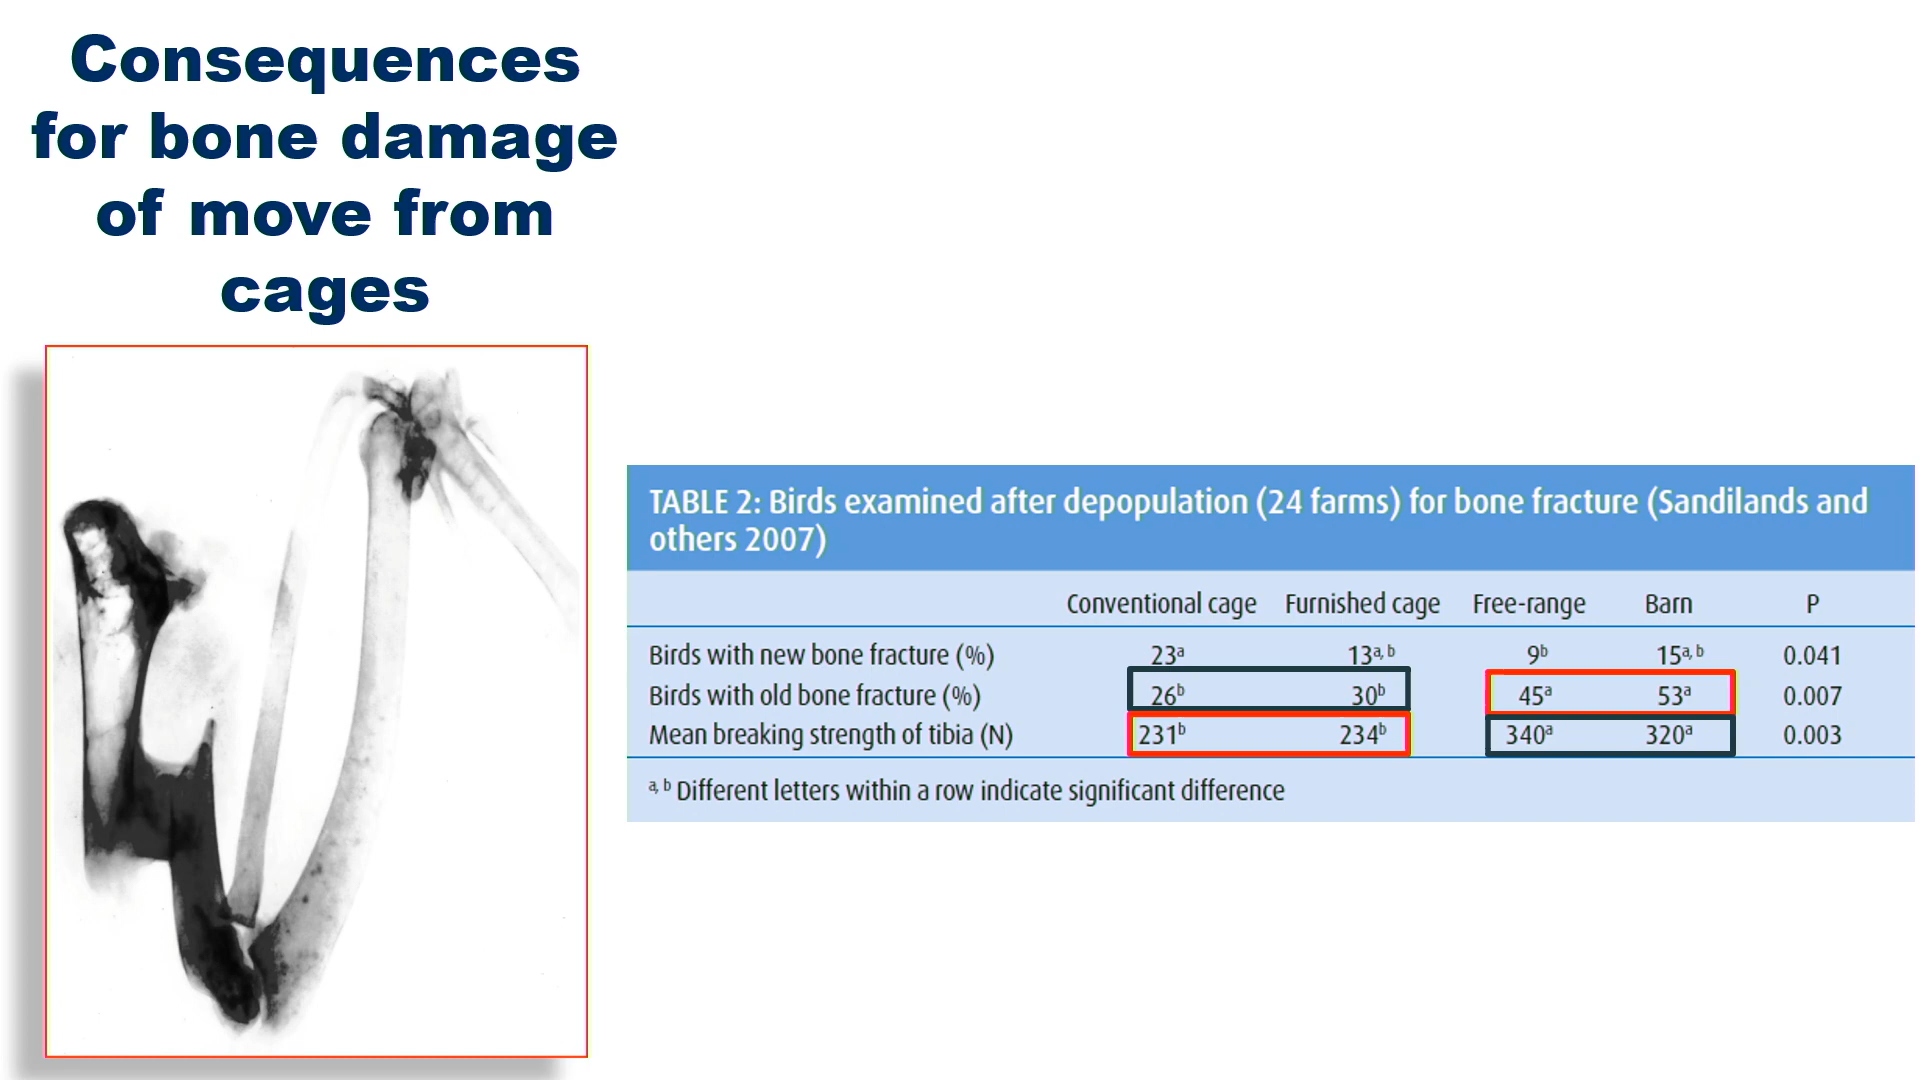 Consequences
for bone damage
of move from
cages
TABLE 2: Birds examined after depopulation (24 farms) for bone fracture (Sandilands and
others 2007)
Conventional cage Furnished cage Free-range Barn P
Birds with new bone fracture (%) 23ᵃ 13ᵃ,ᵇ 9ᵇ 15ᵃ,ᵇ 0.041
Birds with old bone fracture (%) 26ᵇ 30ᵇ 45ᵃ 53ᵃ 0.007
Mean breaking strength of tibia (N) 231ᵇ 234ᵇ 340ᵃ 320ᵃ 0.003
ᵃ,ᵇ Different letters within a row indicate significant difference